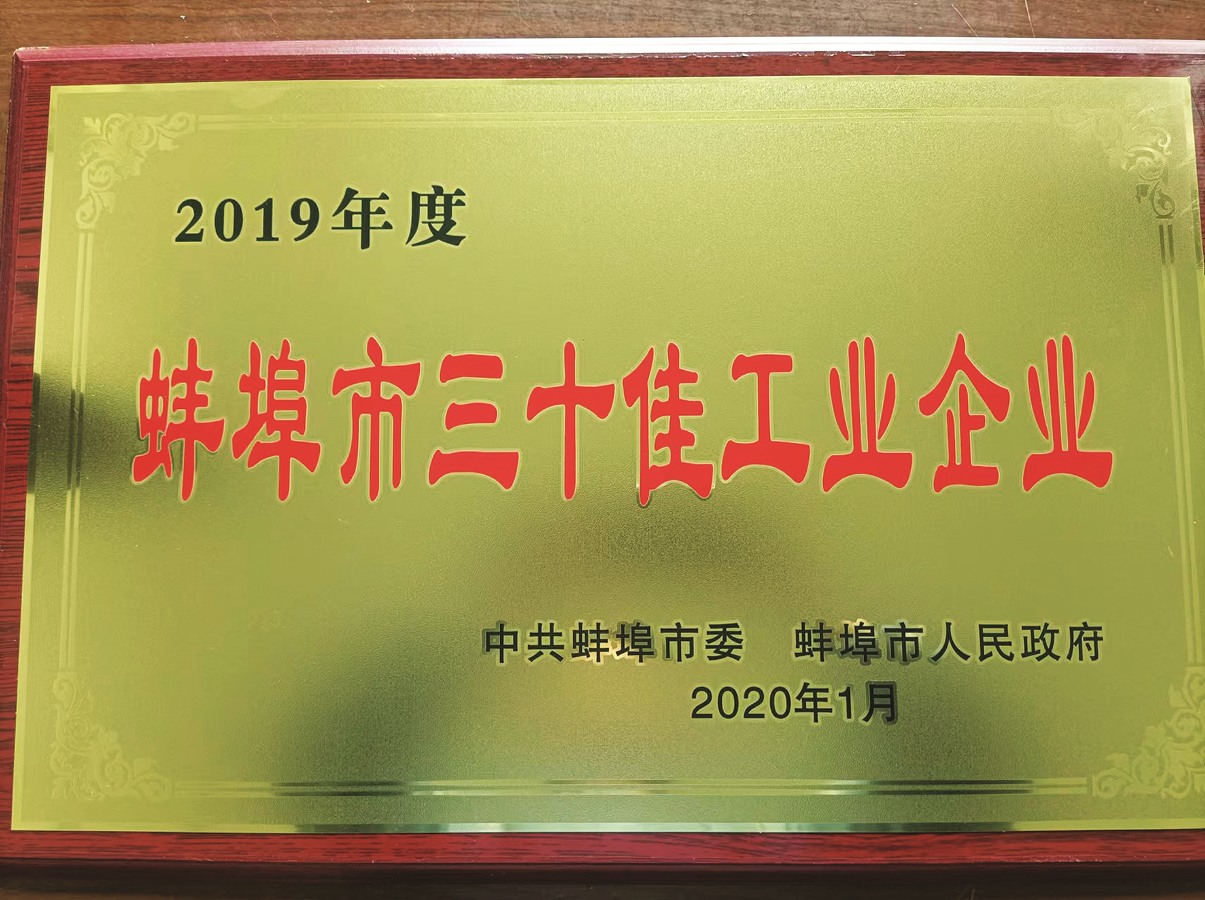 2019年度
蚌埠市三十佳工业企业
中共蚌埠市委 蚌埠市人民政府
2020年1月